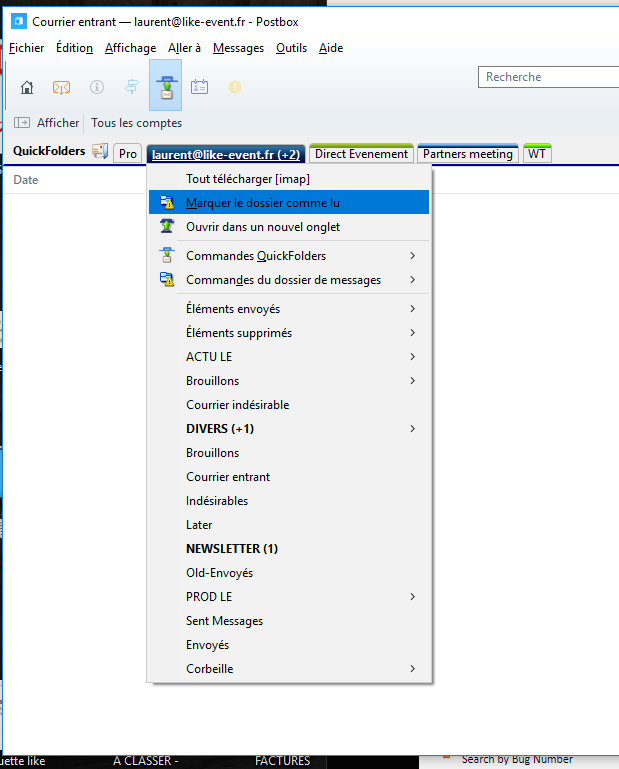 Courrier entrant — laurent@like-event.fr - Postbox
Fichier Édition Affichage Aller à Messages Outils Aide
Recherche
Afficher Tous les comptes
QuickFolders Pro laurent@like-event.fr (+2) Direct Evenement Partners meeting WT
Date
Tout télécharger [imap]
Marquer le dossier comme lu
Ouvrir dans un nouvel onglet
Commandes QuickFolders
Commandes du dossier de messages
Éléments envoyés
Éléments supprimés
ACTU LE
Brouillons
Courrier indésirable
DIVERS (+1)
Brouillons
Courrier entrant
Indésirables
Later
NEWSLETTER (1)
Old-Envoyés
PROD LE
Sent Messages
Envoyés
Corbeille
uette like A CLASSER - FACTURES Search by Bug Number